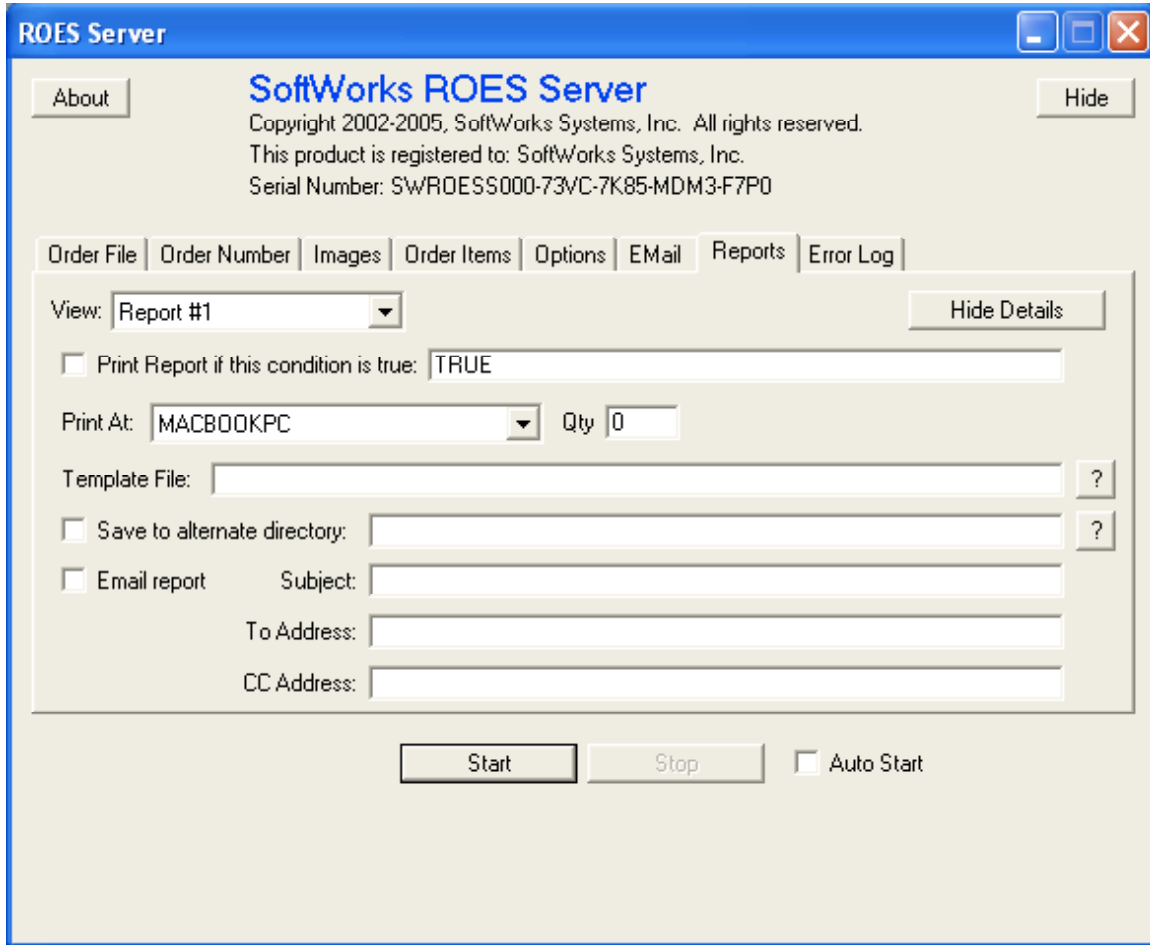 ROES Server
About
SoftWorks ROES Server
Hide
Copyright 2002-2005, SoftWorks Systems, Inc. All rights reserved.
This product is registered to: SoftWorks Systems, Inc.
Serial Number: SWROESS000-73VC-7K85-MDM3-F7P0
Order File Order Number Images Order Items Options EMail Reports Error Log
View: Report #1 Hide Details
Print Report if this condition is true: TRUE
Print At: MACBOOKPC Qty 0
Template File: ?
Save to alternate directory: ?
Email report Subject:
To Address:
CC Address:
Start Stop Auto Start